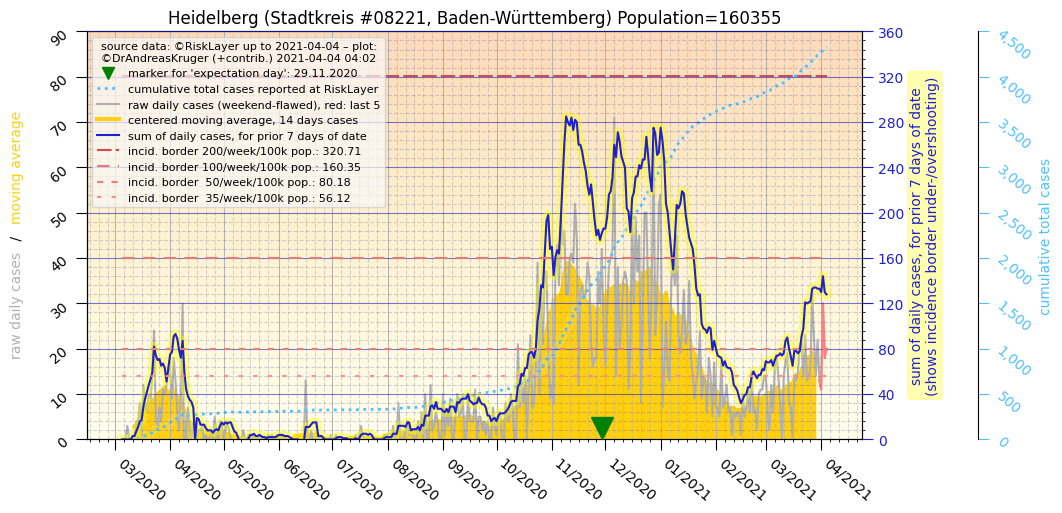 Heidelberg (Stadtkreis #08221, Baden-Württemberg) Population=160355
source data: ©RiskLayer up to 2021-04-04 – plot:
©DrAndreasKruger (+contrib.) 2021-04-04 04:02
marker for 'expectation day': 29.11.2020
cumulative total cases reported at RiskLayer
raw daily cases (weekend-flawed), red: last 5
centered moving average, 14 days cases
sum of daily cases, for prior 7 days of date
incid. border 200/week/100k pop.: 320.71
incid. border 100/week/100k pop.: 160.35
incid. border  50/week/100k pop.: 80.18
incid. border  35/week/100k pop.: 56.12
raw daily cases / moving average
90
80
70
60
50
40
30
20
10
0
03/2020
04/2020
05/2020
06/2020
07/2020
08/2020
09/2020
10/2020
11/2020
12/2020
01/2021
02/2021
03/2021
04/2021
360
320
280
240
200
160
120
80
40
0
sum of daily cases, for prior 7 days of date
(shows incidence border under-/overshooting)
4,500
4,000
3,500
3,000
2,500
2,000
1,500
1,000
500
0
cumulative total cases